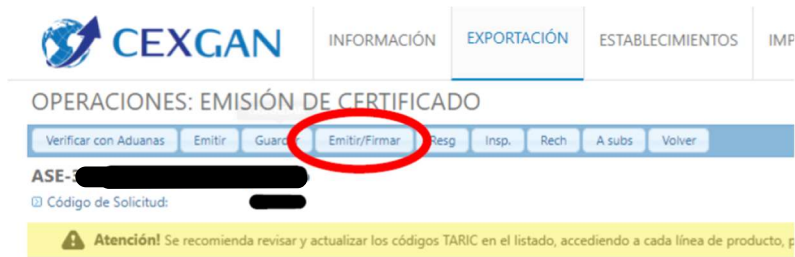 CEXGAN
INFORMACIÓN EXPORTACIÓN ESTABLECIMIENTOS
OPERACIONES: EMISIÓN DE CERTIFICADO
Verificar con Aduanas Emitir Emitir/Firmar Resg Insp. Rech A subs Volver
Código de Solicitud:
Atención! Se recomienda revisar y actualizar los códigos TARIC en el listado, accediendo a cada línea de producto,